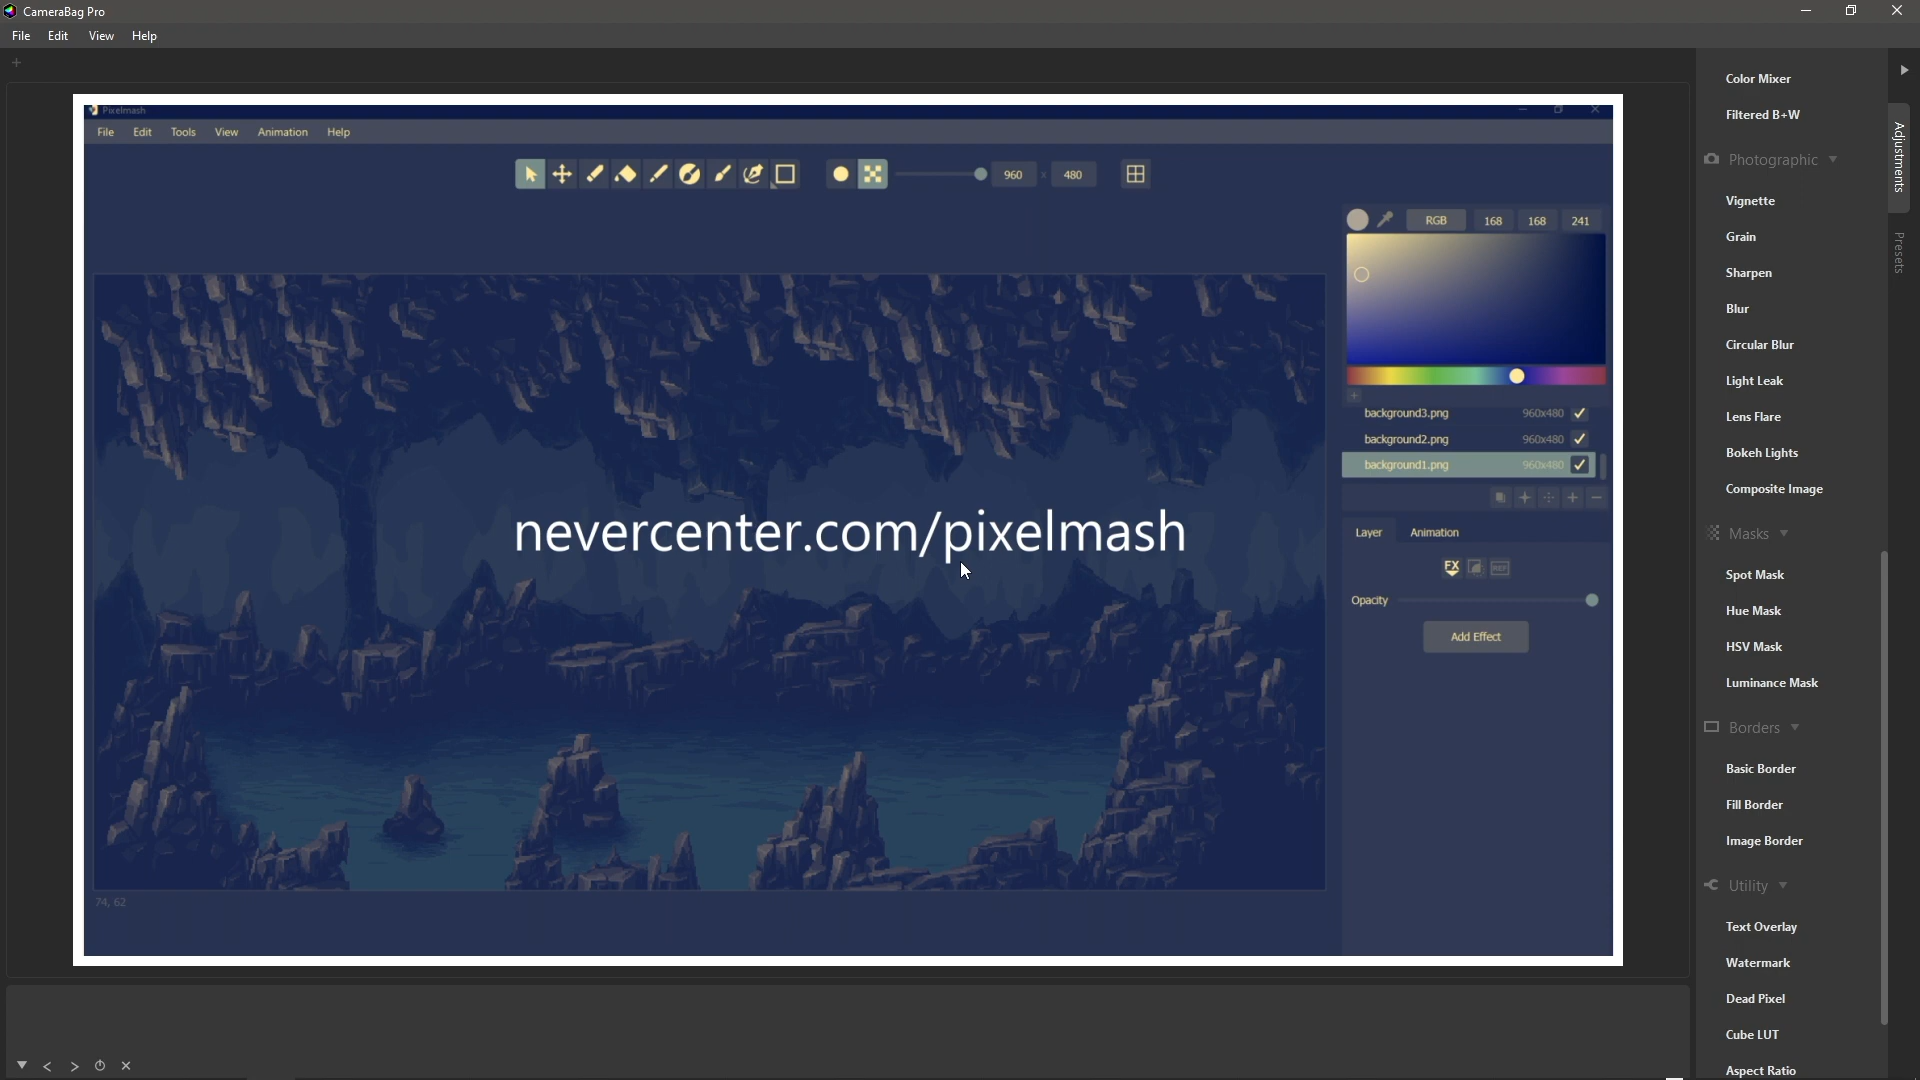 CameraBag Pro
File Edit View Help
Pixelmash
File Edit Tools View Animation Help
960 x 480
RGB 168 168 241
background3.png 960x480
background2.png 960x480
background1.png 960x480
nevercenter.com/pixelmash
Layer Animation
FX REF
Opacity
Add Effect
74, 62
Color Mixer
Filtered B+W
Photographic
Vignette
Grain
Sharpen
Blur
Circular Blur
Light Leak
Lens Flare
Bokeh Lights
Composite Image
Masks
Spot Mask
Hue Mask
HSV Mask
Luminance Mask
Borders
Basic Border
Fill Border
Image Border
Utility
Text Overlay
Watermark
Dead Pixel
Cube LUT
Aspect Ratio
Adjustments
Presets